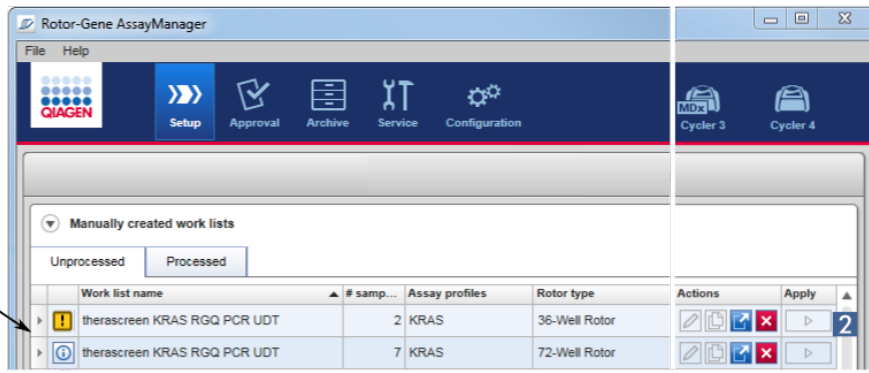 Rotor-Gene AssayManager
File Help
QIAGEN
Setup Approval Archive Service Configuration MDx Cycler 3 Cycler 4
Manually created work lists
Unprocessed Processed
Work list name # samp... Assay profiles Rotor type Actions Apply
therascreen KRAS RGQ PCR UDT 2 KRAS 36-Well Rotor 2
therascreen KRAS RGQ PCR UDT 7 KRAS 72-Well Rotor